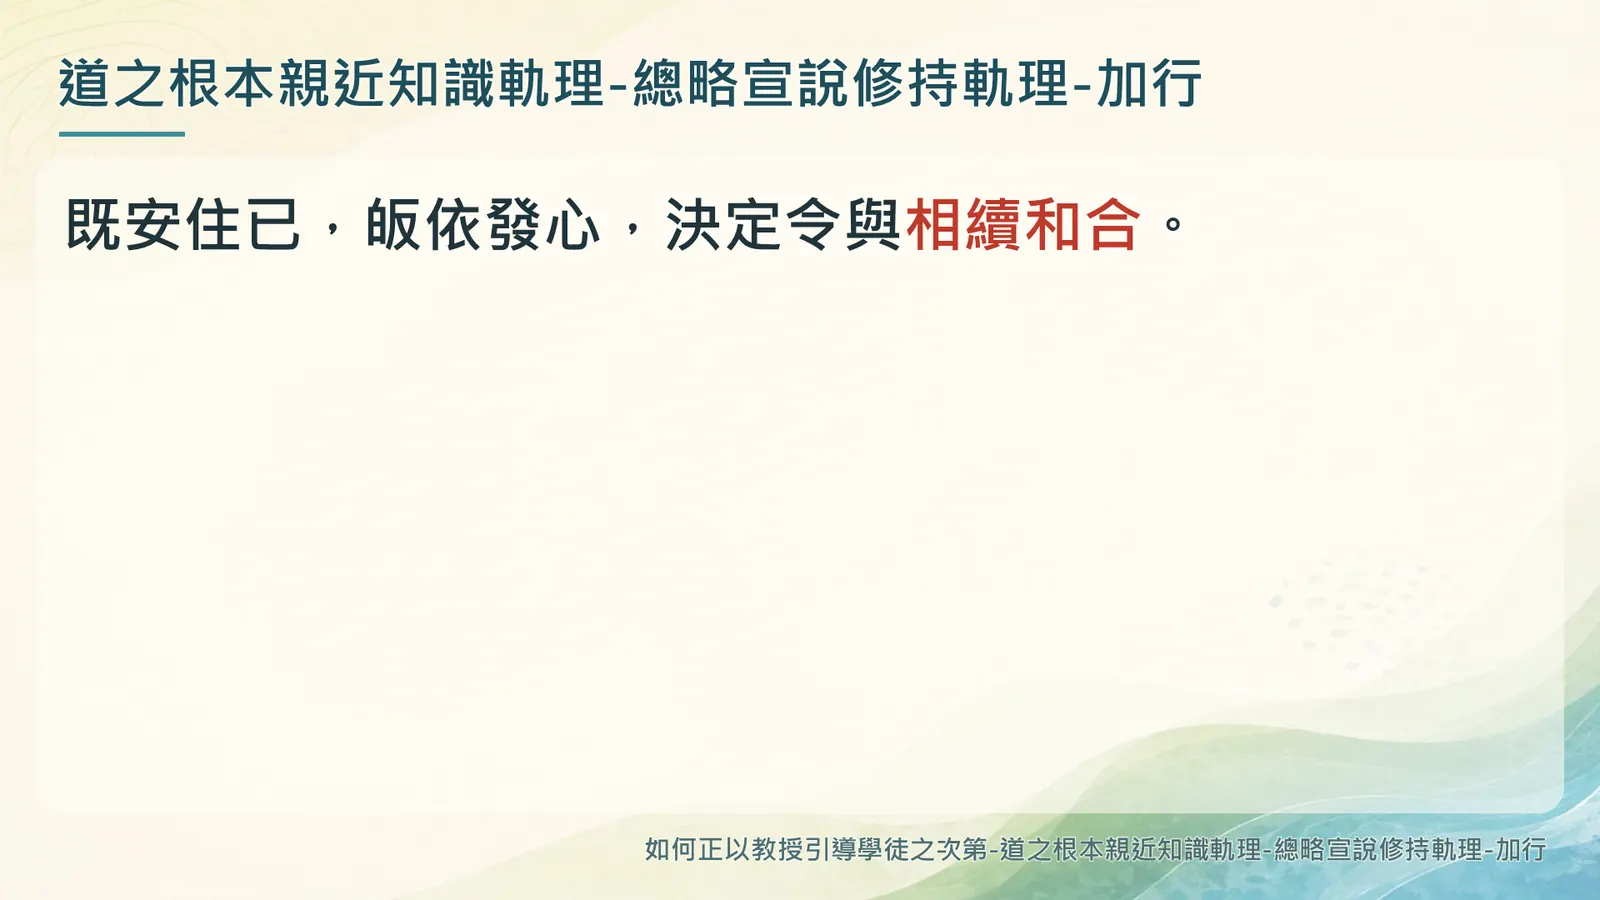 道之根本親近知識軌理-總略宣說修持軌理-加行
既安住已，皈依發心，決定令與相續和合。
如何正以教授引導學徒之次第-道之根本親近知識軌理-總略宣說修持軌理-加行